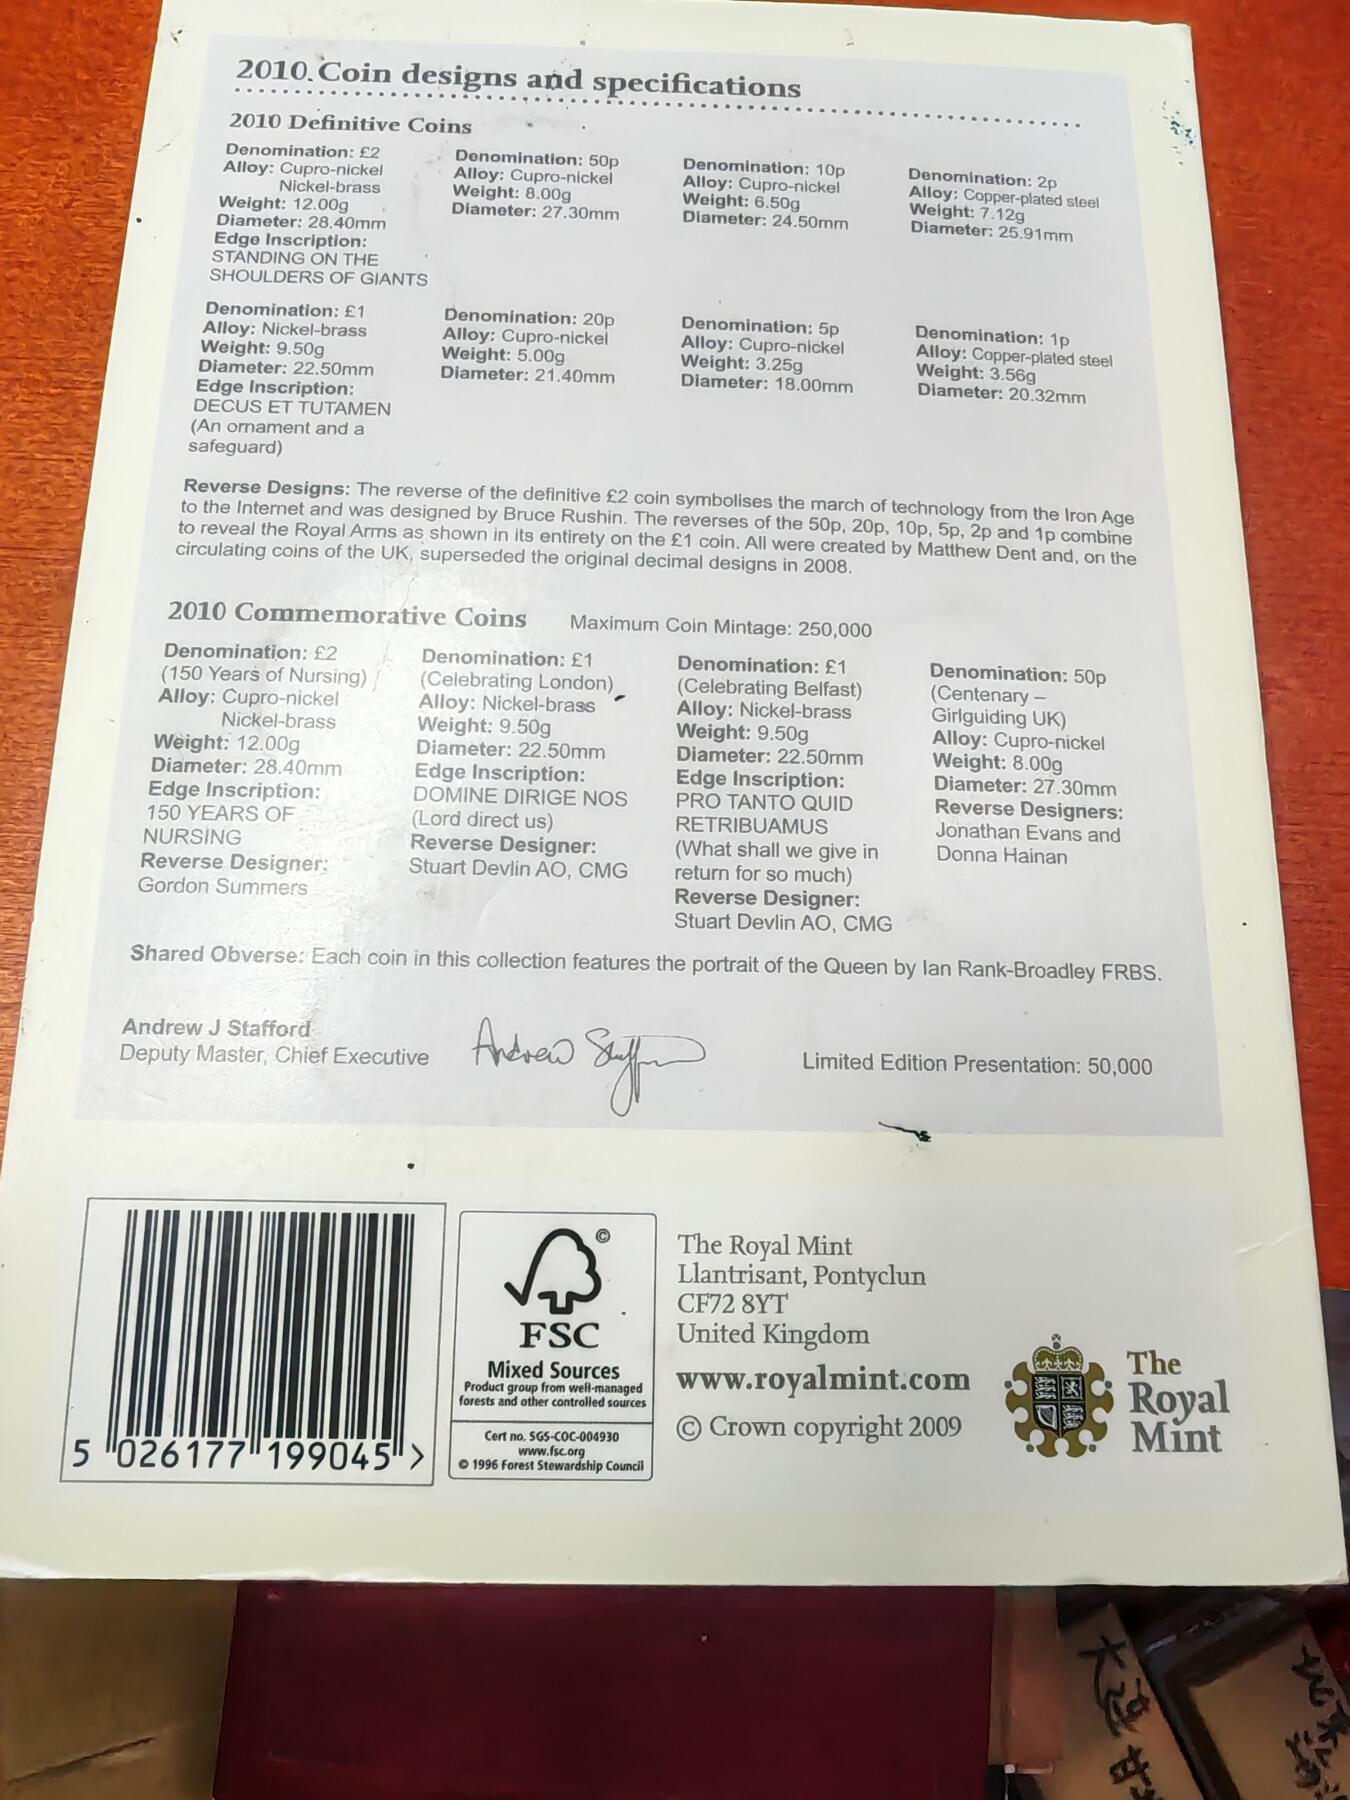 2010 Coin designs and specifications
2010 Definitive Coins
Denomination: £2
Alloy: Cupro-nickel
Nickel-brass
Weight: 12.00g
Diameter: 28.40mm
Edge Inscription:
STANDING ON THE
SHOULDERS OF GIANTS
Denomination: 50p
Alloy: Cupro-nickel
Weight: 8.00g
Diameter: 27.30mm
Denomination: 10p
Alloy: Cupro-nickel
Weight: 6.50g
Diameter: 24.50mm
Denomination: 2p
Alloy: Copper-plated steel
Weight: 7.12g
Diameter: 25.91mm
Denomination: £1
Alloy: Nickel-brass
Weight: 9.50g
Diameter: 22.50mm
Edge Inscription:
DECUS ET TUTAMEN
(An ornament and a
safeguard)
Denomination: 20p
Alloy: Cupro-nickel
Weight: 5.00g
Diameter: 21.40mm
Denomination: 5p
Alloy: Cupro-nickel
Weight: 3.25g
Diameter: 18.00mm
Denomination: 1p
Alloy: Copper-plated steel
Weight: 3.56g
Diameter: 20.32mm
Reverse Designs: The reverse of the definitive £2 coin symbolises the march of technology from the Iron Age
to the Internet and was designed by Bruce Rushin. The reverses of the 50p, 20p, 10p, 5p, 2p and 1p combine
to reveal the Royal Arms as shown in its entirety on the £1 coin. All were created by Matthew Dent and, on the
circulating coins of the UK, superseded the original decimal designs in 2008.
2010 Commemorative Coins Maximum Coin Mintage: 250,000
Denomination: £2
(150 Years of Nursing)
Alloy: Cupro-nickel
Nickel-brass
Weight: 12.00g
Diameter: 28.40mm
Edge Inscription:
150 YEARS OF
NURSING
Reverse Designer:
Gordon Summers
Denomination: £1
(Celebrating London)
Alloy: Nickel-brass
Weight: 9.50g
Diameter: 22.50mm
Edge Inscription:
DOMINE DIRIGE NOS
(Lord direct us)
Reverse Designer:
Stuart Devlin AO, CMG
Denomination: £1
(Celebrating Belfast)
Alloy: Nickel-brass
Weight: 9.50g
Diameter: 22.50mm
Edge Inscription:
PRO TANTO QUID
RETRIBUAMUS
(What shall we give in
return for so much)
Reverse Designer:
Stuart Devlin AO, CMG
Denomination: 50p
(Centenary –
Girlguiding UK)
Alloy: Cupro-nickel
Weight: 8.00g
Diameter: 27.30mm
Reverse Designers:
Jonathan Evans and
Donna Hainan
Shared Obverse: Each coin in this collection features the portrait of the Queen by Ian Rank-Broadley FRBS.
Andrew J Stafford
Deputy Master, Chief Executive
Andrew Stafford
Limited Edition Presentation: 50,000
5 026177 199045 >
©
FSC
Mixed Sources
Product group from well-managed
forests and other controlled sources
Cert no. SGS-COC-004930
www.fsc.org
© 1996 Forest Stewardship Council
The Royal Mint
Llantrisant, Pontyclun
CF72 8YT
United Kingdom
www.royalmint.com
© Crown copyright 2009
The
Royal
Mint